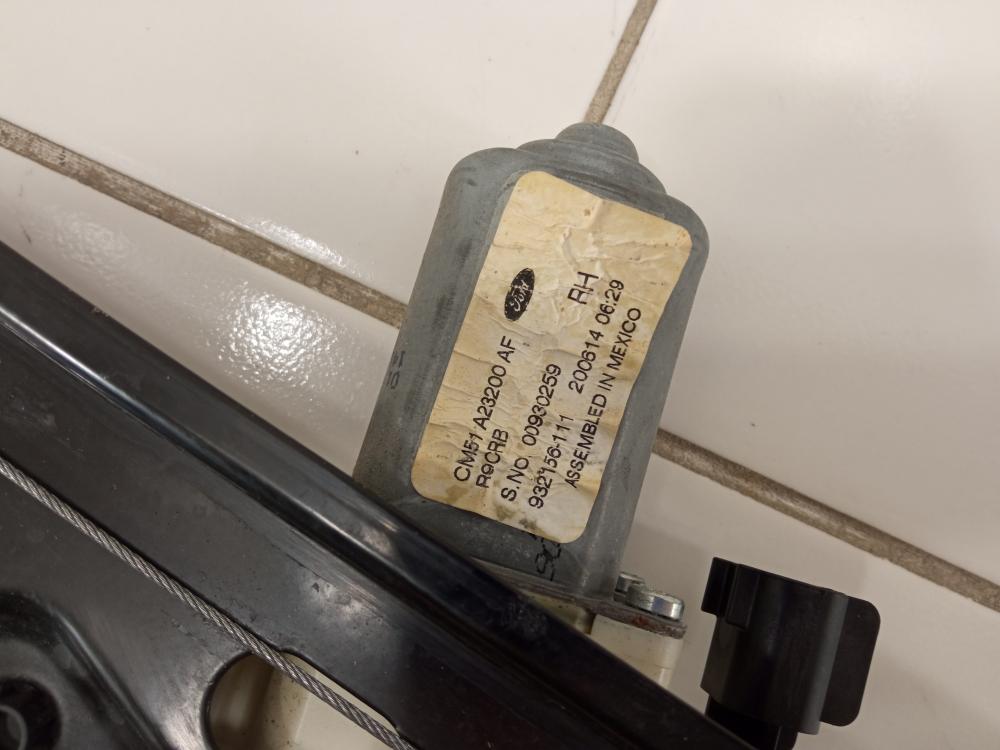 Ford
CM51 A23200 AF
R9CRB RH
S.NO. 00930259
932156-111 200614 06:29
ASSEMBLED IN MEXICO